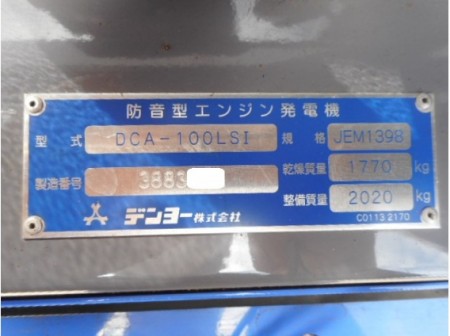 防音型エンジン発電機
型式 DCA-100LSI 規格 JEM1398
乾燥質量 1770 kg
製造番号 3883
整備質量 2020 kg
デンヨー株式会社
C0113 2170